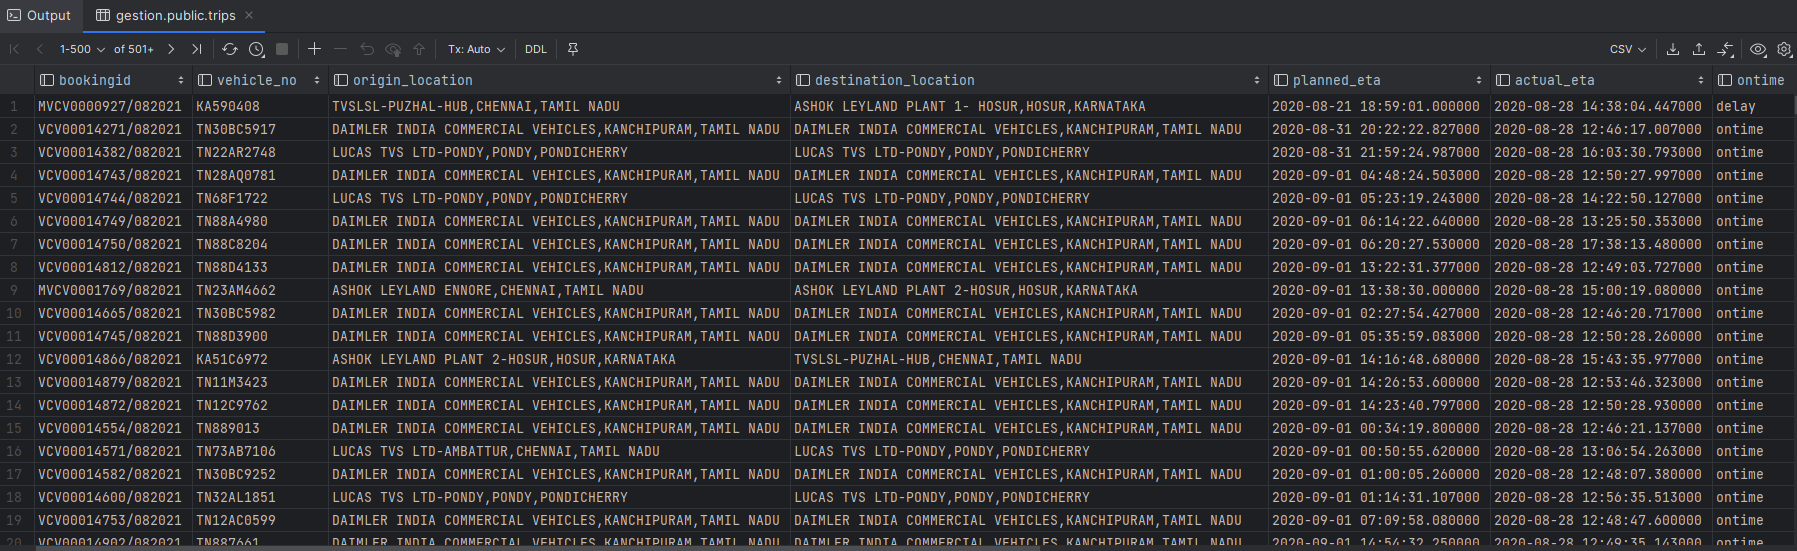 Output gestion.public.trips
1-500 of 501+ Tx: Auto DDL CSV
bookingid vehicle_no origin_location destination_location planned_eta actual_eta ontime
1 MVCV0000927/082021 KA590408 TVSLSL-PUZHAL-HUB,CHENNAI,TAMIL NADU ASHOK LEYLAND PLANT 1- HOSUR,HOSUR,KARNATAKA 2020-08-21 18:59:01.000000 2020-08-28 14:38:04.447000 delay
2 VCV00014271/082021 TN30BC5917 DAIMLER INDIA COMMERCIAL VEHICLES,KANCHIPURAM,TAMIL NADU DAIMLER INDIA COMMERCIAL VEHICLES,KANCHIPURAM,TAMIL NADU 2020-08-31 20:22:22.827000 2020-08-28 12:46:17.007000 ontime
3 VCV00014382/082021 TN22AR2748 LUCAS TVS LTD-PONDY,PONDY,PONDICHERRY LUCAS TVS LTD-PONDY,PONDY,PONDICHERRY 2020-08-31 21:59:24.987000 2020-08-28 16:03:30.793000 ontime
4 VCV00014743/082021 TN28AQ0781 DAIMLER INDIA COMMERCIAL VEHICLES,KANCHIPURAM,TAMIL NADU DAIMLER INDIA COMMERCIAL VEHICLES,KANCHIPURAM,TAMIL NADU 2020-09-01 04:48:24.503000 2020-08-28 12:50:27.997000 ontime
5 VCV00014744/082021 TN68F1722 LUCAS TVS LTD-PONDY,PONDY,PONDICHERRY LUCAS TVS LTD-PONDY,PONDY,PONDICHERRY 2020-09-01 05:23:19.243000 2020-08-28 14:22:50.127000 ontime
6 VCV00014749/082021 TN88A4980 DAIMLER INDIA COMMERCIAL VEHICLES,KANCHIPURAM,TAMIL NADU DAIMLER INDIA COMMERCIAL VEHICLES,KANCHIPURAM,TAMIL NADU 2020-09-01 06:14:22.640000 2020-08-28 13:25:50.353000 ontime
7 VCV00014750/082021 TN88C8204 DAIMLER INDIA COMMERCIAL VEHICLES,KANCHIPURAM,TAMIL NADU DAIMLER INDIA COMMERCIAL VEHICLES,KANCHIPURAM,TAMIL NADU 2020-09-01 06:20:27.530000 2020-08-28 17:38:13.480000 ontime
8 VCV00014812/082021 TN88D4133 DAIMLER INDIA COMMERCIAL VEHICLES,KANCHIPURAM,TAMIL NADU DAIMLER INDIA COMMERCIAL VEHICLES,KANCHIPURAM,TAMIL NADU 2020-09-01 13:22:31.377000 2020-08-28 12:49:03.727000 ontime
9 MVCV0001769/082021 TN23AM4662 ASHOK LEYLAND ENNORE,CHENNAI,TAMIL NADU ASHOK LEYLAND PLANT 2-HOSUR,HOSUR,KARNATAKA 2020-09-01 13:38:30.000000 2020-08-28 15:00:19.080000 ontime
10 VCV00014665/082021 TN30BC5982 DAIMLER INDIA COMMERCIAL VEHICLES,KANCHIPURAM,TAMIL NADU DAIMLER INDIA COMMERCIAL VEHICLES,KANCHIPURAM,TAMIL NADU 2020-09-01 02:27:54.427000 2020-08-28 12:46:20.717000 ontime
11 VCV00014745/082021 TN88D3900 DAIMLER INDIA COMMERCIAL VEHICLES,KANCHIPURAM,TAMIL NADU DAIMLER INDIA COMMERCIAL VEHICLES,KANCHIPURAM,TAMIL NADU 2020-09-01 05:35:59.083000 2020-08-28 12:50:28.260000 ontime
12 VCV00014866/082021 KA51C6972 ASHOK LEYLAND PLANT 2-HOSUR,HOSUR,KARNATAKA TVSLSL-PUZHAL-HUB,CHENNAI,TAMIL NADU 2020-09-01 14:16:48.680000 2020-08-28 15:43:35.977000 ontime
13 VCV00014879/082021 TN11M3423 DAIMLER INDIA COMMERCIAL VEHICLES,KANCHIPURAM,TAMIL NADU DAIMLER INDIA COMMERCIAL VEHICLES,KANCHIPURAM,TAMIL NADU 2020-09-01 14:26:53.600000 2020-08-28 12:53:46.323000 ontime
14 VCV00014872/082021 TN12C9762 DAIMLER INDIA COMMERCIAL VEHICLES,KANCHIPURAM,TAMIL NADU DAIMLER INDIA COMMERCIAL VEHICLES,KANCHIPURAM,TAMIL NADU 2020-09-01 14:23:40.797000 2020-08-28 12:50:28.930000 ontime
15 VCV00014554/082021 TN889013 DAIMLER INDIA COMMERCIAL VEHICLES,KANCHIPURAM,TAMIL NADU DAIMLER INDIA COMMERCIAL VEHICLES,KANCHIPURAM,TAMIL NADU 2020-09-01 00:34:19.800000 2020-08-28 12:46:21.137000 ontime
16 VCV00014571/082021 TN73AB7106 LUCAS TVS LTD-AMBATTUR,CHENNAI,TAMIL NADU LUCAS TVS LTD-PONDY,PONDY,PONDICHERRY 2020-09-01 00:50:55.620000 2020-08-28 13:06:54.263000 ontime
17 VCV00014582/082021 TN30BC9252 DAIMLER INDIA COMMERCIAL VEHICLES,KANCHIPURAM,TAMIL NADU DAIMLER INDIA COMMERCIAL VEHICLES,KANCHIPURAM,TAMIL NADU 2020-09-01 01:00:05.260000 2020-08-28 12:48:07.380000 ontime
18 VCV00014600/082021 TN32AL1851 LUCAS TVS LTD-PONDY,PONDY,PONDICHERRY LUCAS TVS LTD-PONDY,PONDY,PONDICHERRY 2020-09-01 01:14:31.107000 2020-08-28 12:56:35.513000 ontime
19 VCV00014753/082021 TN12AC0599 DAIMLER INDIA COMMERCIAL VEHICLES,KANCHIPURAM,TAMIL NADU DAIMLER INDIA COMMERCIAL VEHICLES,KANCHIPURAM,TAMIL NADU 2020-09-01 07:09:58.080000 2020-08-28 12:48:47.600000 ontime
20 VCV00014902/082021 TN887661 DAIMLER INDIA COMMERCIAL VEHICLES,KANCHIPURAM,TAMIL NADU DAIMLER INDIA COMMERCIAL VEHICLES,KANCHIPURAM,TAMIL NADU 2020-09-01 14:54:32.250000 2020-08-28 12:49:35.143000 ontime